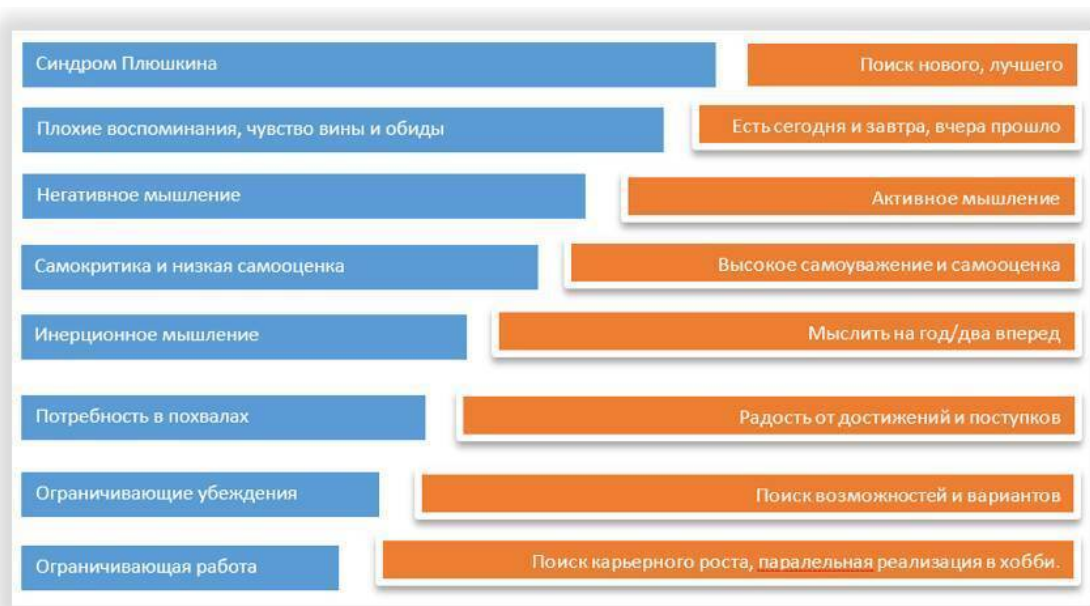 Синдром Плюшкина
Поиск нового, лучшего
Плохие воспоминания, чувство вины и обиды
Есть сегодня и завтра, вчера прошло
Негативное мышление
Активное мышление
Самокритика и низкая самооценка
Высокое самоуважение и самооценка
Инерционное мышление
Мыслить на год/два вперед
Потребность в похвалах
Радость от достижений и поступков
Ограничивающие убеждения
Поиск возможностей и вариантов
Ограничивающая работа
Поиск карьерного роста, паралельная реализация в хобби.